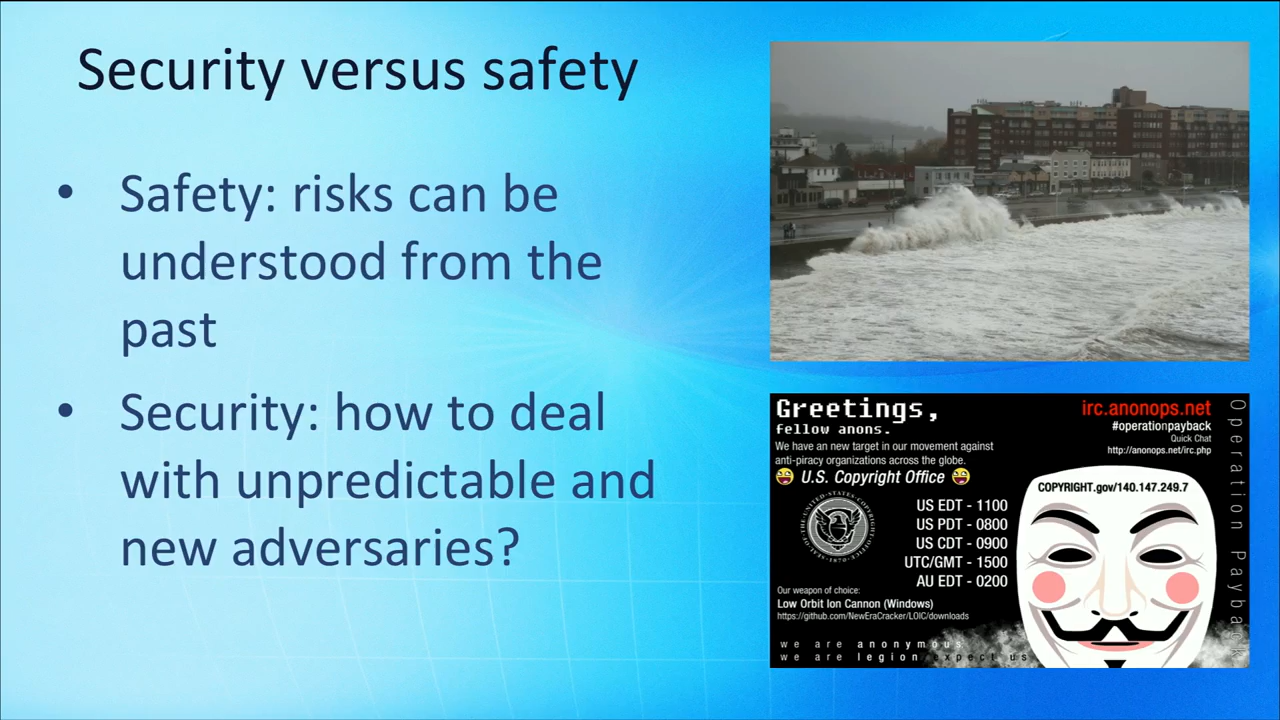 Security versus safety
• Safety: risks can be
understood from the
past
• Security: how to deal
with unpredictable and
new adversaries?
Greetings,
fellow anons.
We have an new target in our movement against
anti-piracy organizations across the globe.
U.S. Copyright Office
US EDT - 1100
US PDT - 0800
US CDT - 0900
UTC/GMT - 1500
AU EDT - 0200
Our weapon of choice:
Low Orbit Ion Cannon (Windows)
https://github.com/NewEraCracker/LOIC/downloads
we are anonymous
we are legion expect us
irc.anonops.net
#operationpayback
Quick Chat
http://anonops.net/irc.php
COPYRIGHT.gov/140.147.249.7
Operation Payback